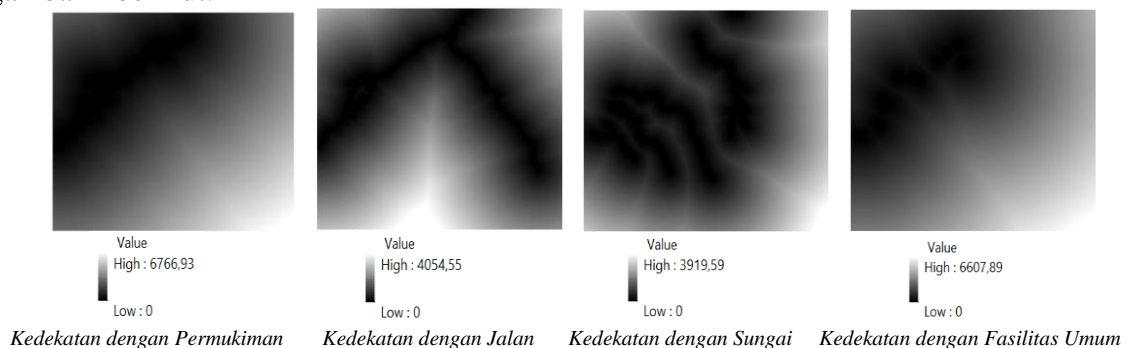 Value
High : 6766,93
Low : 0
Value
High : 4054,55
Low : 0
Value
High : 3919,59
Low : 0
Value
High : 6607,89
Low : 0
Kedekatan dengan Permukiman
Kedekatan dengan Jalan
Kedekatan dengan Sungai
Kedekatan dengan Fasilitas Umum